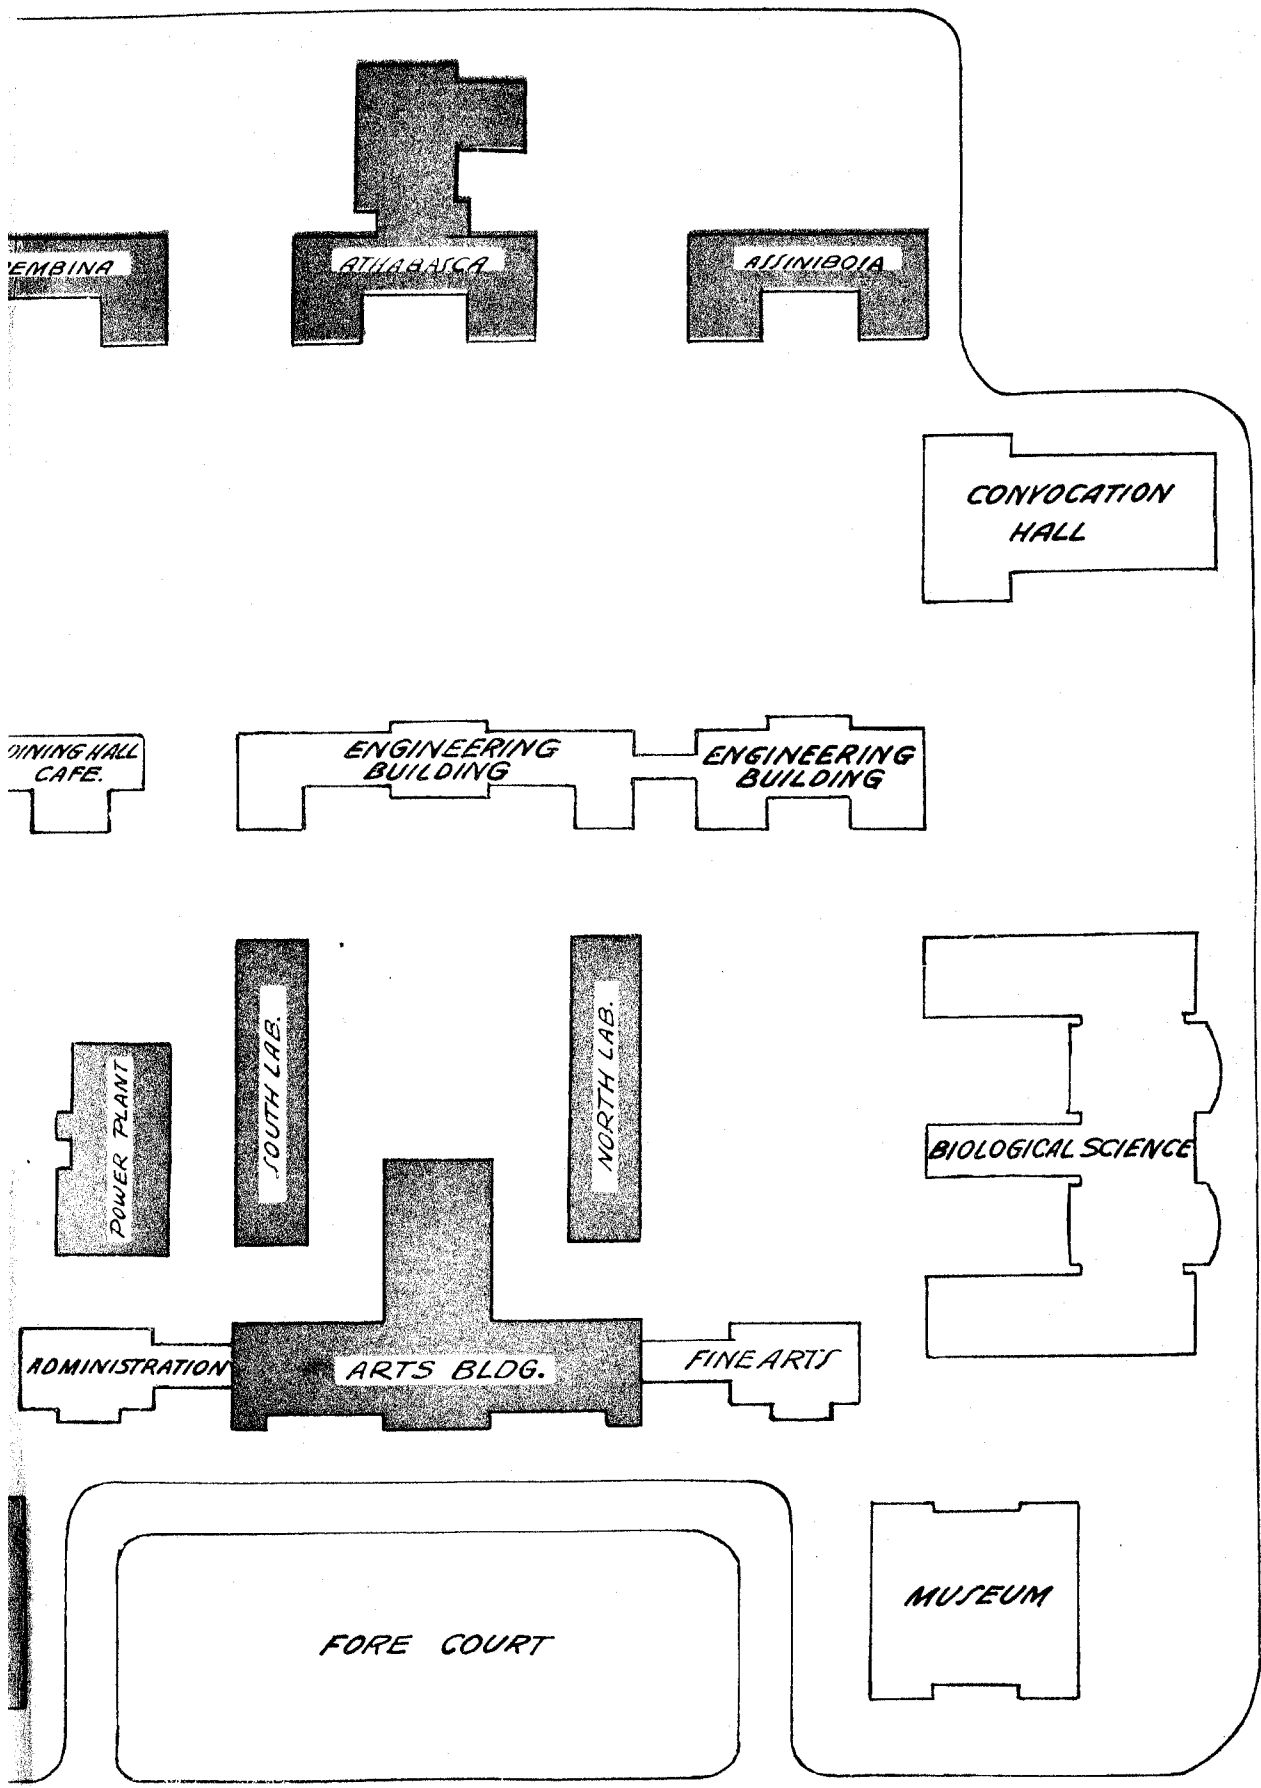 EMBINA
ATHABASCA
ASSINIBOIA
CONVOCATION
HALL
DINING HALL
CAFE.
ENGINEERING
BUILDING
ENGINEERING
BUILDING
POWER PLANT
SOUTH LAB.
NORTH LAB.
BIOLOGICAL SCIENCE
ADMINISTRATION
ARTS BLDG.
FINE ARTS
FORE COURT
MUSEUM